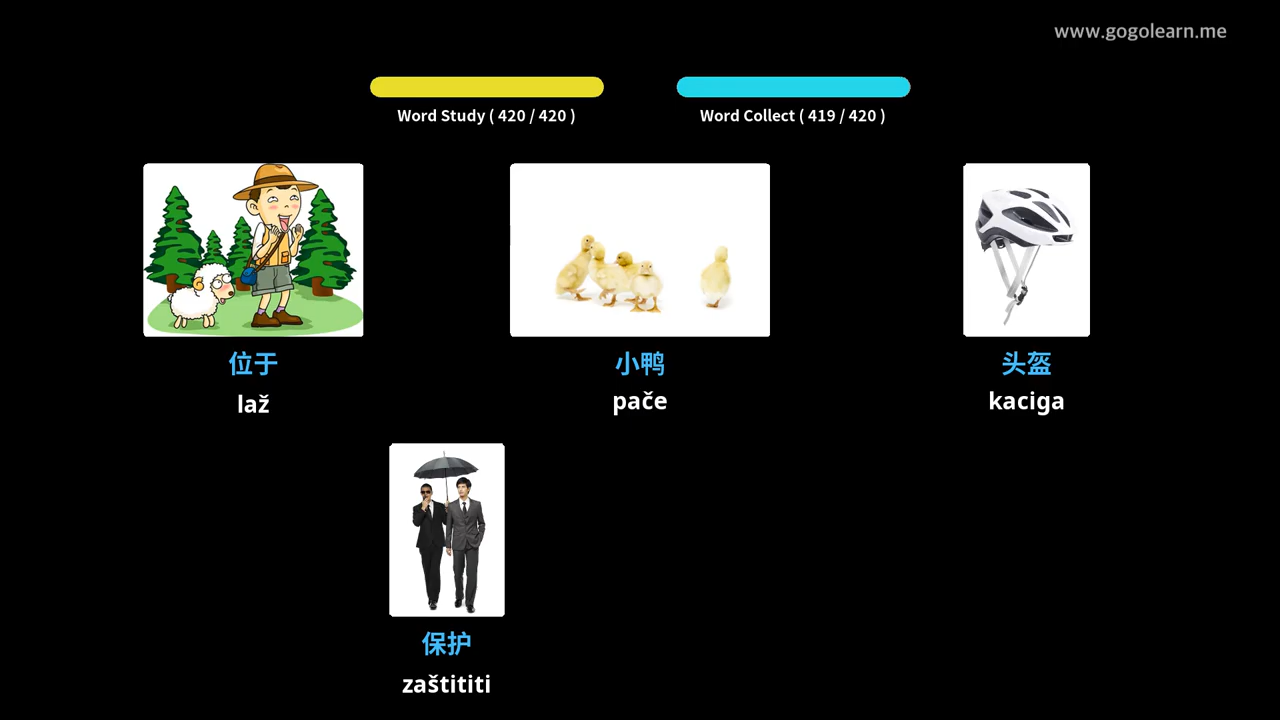 www.gogolearn.me
Word Study ( 420 / 420 )
Word Collect ( 419 / 420 )
位于
laž
小鸭
pače
头盔
kaciga
保护
zaštititi